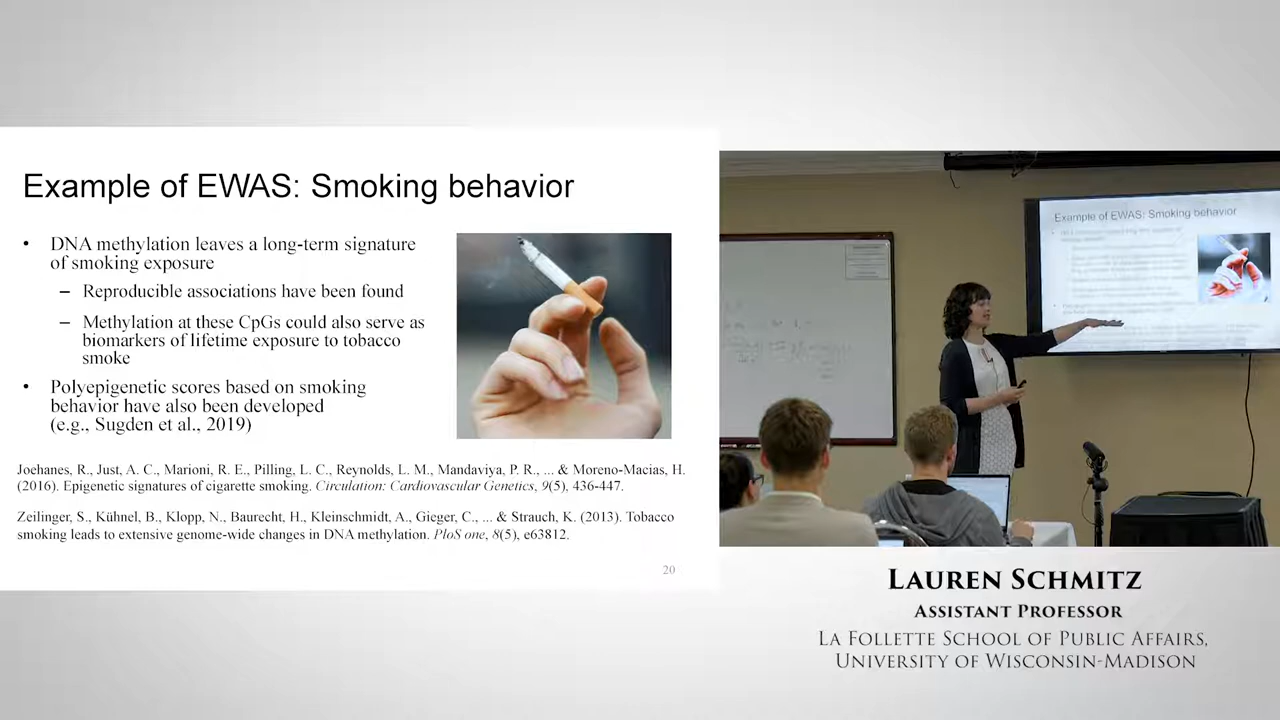 Example of EWAS: Smoking behavior
• DNA methylation leaves a long-term signature
of smoking exposure
– Reproducible associations have been found
– Methylation at these CpGs could also serve as
biomarkers of lifetime exposure to tobacco
smoke
• Polyepigenetic scores based on smoking
behavior have also been developed
(e.g., Sugden et al., 2019)
Joehanes, R., Just, A. C., Marioni, R. E., Pilling, L. C., Reynolds, L. M., Mandaviya, P. R., ... & Moreno-Macias, H.
(2016). Epigenetic signatures of cigarette smoking. Circulation: Cardiovascular Genetics, 9(5), 436-447.
Zeilinger, S., Kühnel, B., Klopp, N., Baurecht, H., Kleinschmidt, A., Gieger, C., ... & Strauch, K. (2013). Tobacco
smoking leads to extensive genome-wide changes in DNA methylation. PloS one, 8(5), e63812.
20
Example of EWAS: Smoking behavior
LAUREN SCHMITZ
ASSISTANT PROFESSOR
LA FOLLETTE SCHOOL OF PUBLIC AFFAIRS,
UNIVERSITY OF WISCONSIN-MADISON